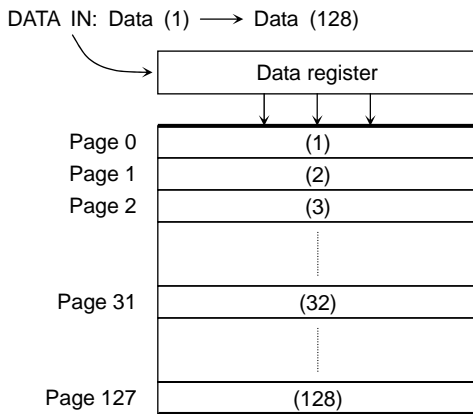 DATA IN: Data (1) → Data (128)
Data register
Page 0 (1)
Page 1 (2)
Page 2 (3)
Page 31 (32)
Page 127 (128)